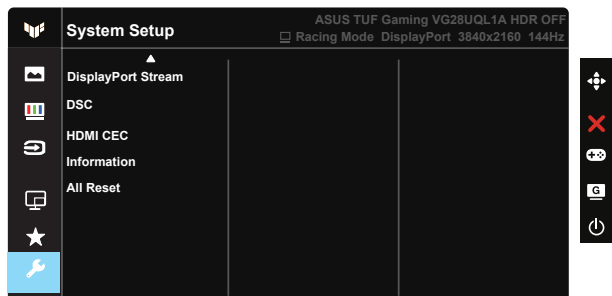 System Setup
ASUS TUF Gaming VG28UQL1A HDR OFF
Racing Mode DisplayPort 3840x2160 144Hz
DisplayPort Stream
DSC
HDMI CEC
Information
All Reset
G